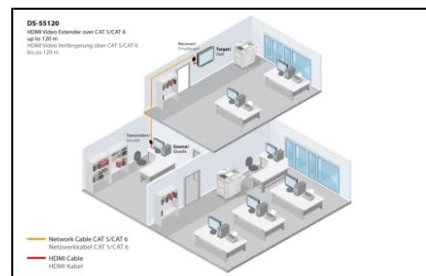 DS-55120
HDMI Video Extender over CAT 5/CAT 6
up to 120 m
HDMI Video Verlängerung über CAT 5/CAT 6
bis zu 120 m
Receiver/
Empfänger
Target/
Ziel
Transmitter/
Quelle
Source/
Quelle
Network Cable CAT 5/CAT 6
Netzwerkkabel CAT 5/CAT 6
HDMI Cable
HDMI Kabel